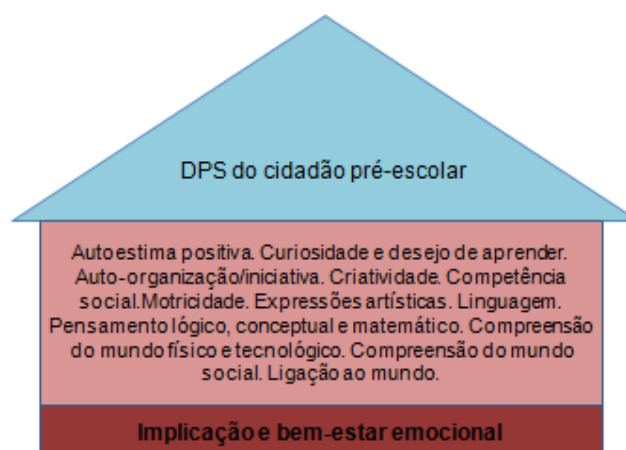 DPS do cidadão pré-escolar
Autoestima positiva. Curiosidade e desejo de aprender.
Auto-organização/iniciativa. Criatividade. Competência
social.Motricidade. Expressões artísticas. Linguagem.
Pensamento lógico, conceptual e matemático. Compreensão
do mundo físico e tecnológico. Compreensão do mundo
social. Ligação ao mundo.
Implicação e bem-estar emocional